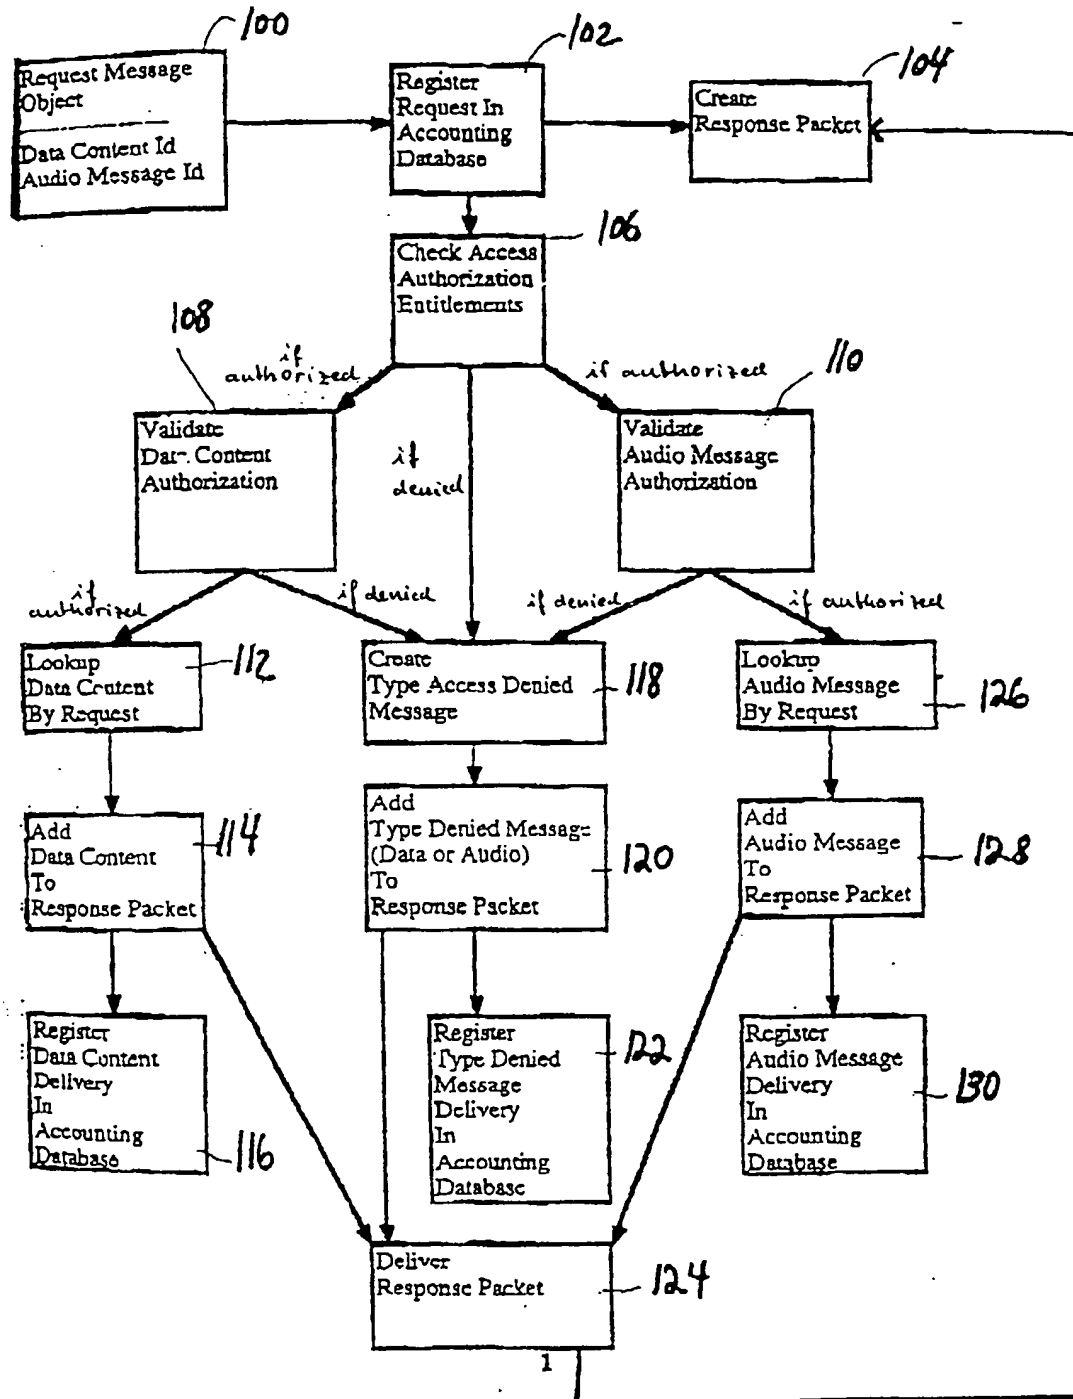 100
Request Message
Object
Data Content Id
Audio Message Id
102
Register
Request In
Accounting
Database
104
Create
Response Packet
106
Check Access
Authorization
Entitlements
if
authorized
if denied
if authorized
108
Validate
Data Content
Authorization
110
Validate
Audio Message
Authorization
if
authorized
if denied
if denied
if authorized
Lookup
Data Content
By Request
112
Create
Type Access Denied
Message
118
Lookup
Audio Message
By Request
126
Add
Data Content
To
Response Packet
114
Add
Type Denied Message
(Data or Audio)
To
Response Packet
120
Add
Audio Message
To
Response Packet
128
Register
Data Content
Delivery
In
Accounting
Database
116
Register
Type Denied
Message
Delivery
In
Accounting
Database
122
Register
Audio Message
Delivery
In
Accounting
Database
130
Deliver
Response Packet
124
1